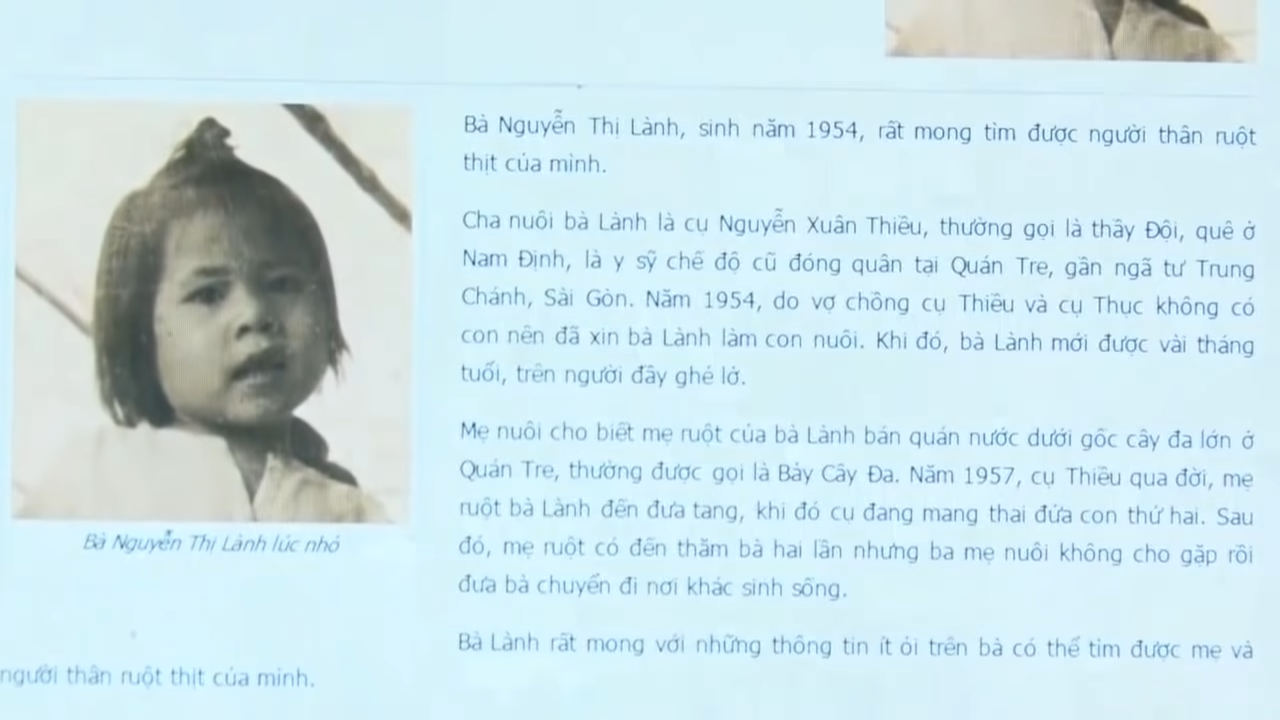 Bà Nguyễn Thị Lành, sinh năm 1954, rất mong tìm được người thân ruột
thịt của mình.
Cha nuôi bà Lành là cụ Nguyễn Xuân Thiều, thường gọi là thầy Đội, quê ở
Nam Định, là y sỹ chế độ cũ đóng quân tại Quán Tre, gần ngã tư Trung
Chánh, Sài Gòn. Năm 1954, do vợ chồng cụ Thiều và cụ Thục không có
con nên đã xin bà Lành làm con nuôi. Khi đó, bà Lành mới được vài tháng
tuổi, trên người đầy ghẻ lở.
Mẹ nuôi cho biết mẹ ruột của bà Lành bán quán nước dưới gốc cây đa lớn ở
Quán Tre, thường được gọi là Bảy Cây Đa. Năm 1957, cụ Thiều qua đời, mẹ
ruột bà Lành đến đưa tang, khi đó cụ đang mang thai đứa con thứ hai. Sau
đó, mẹ ruột có đến thăm bà hai lần nhưng ba mẹ nuôi không cho gặp rồi
đưa bà chuyển đi nơi khác sinh sống.
Bà Lành rất mong với những thông tin ít ỏi trên bà có thể tìm được mẹ và
người thân ruột thịt của mình.
Bà Nguyễn Thị Lành lúc nhỏ